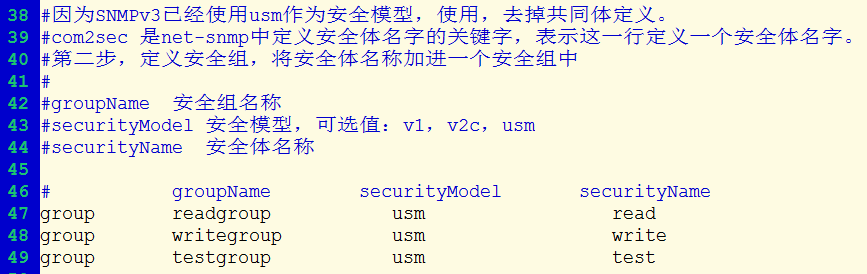 38 #因为SNMPv3已经使用usm作为安全模型，使用，去掉共同体定义。
39 #com2sec 是net-snmp中定义安全体名字的关键字，表示这一行定义一个安全体名字。
40 #第二步，定义安全组，将安全体名称加进一个安全组中
41 #
42 #groupName 安全组名称
43 #securityModel 安全模型，可选值：v1，v2c，usm
44 #securityName 安全体名称
45
46 # groupName securityModel securityName
47 group readgroup usm read
48 group writegroup usm write
49 group testgroup usm test